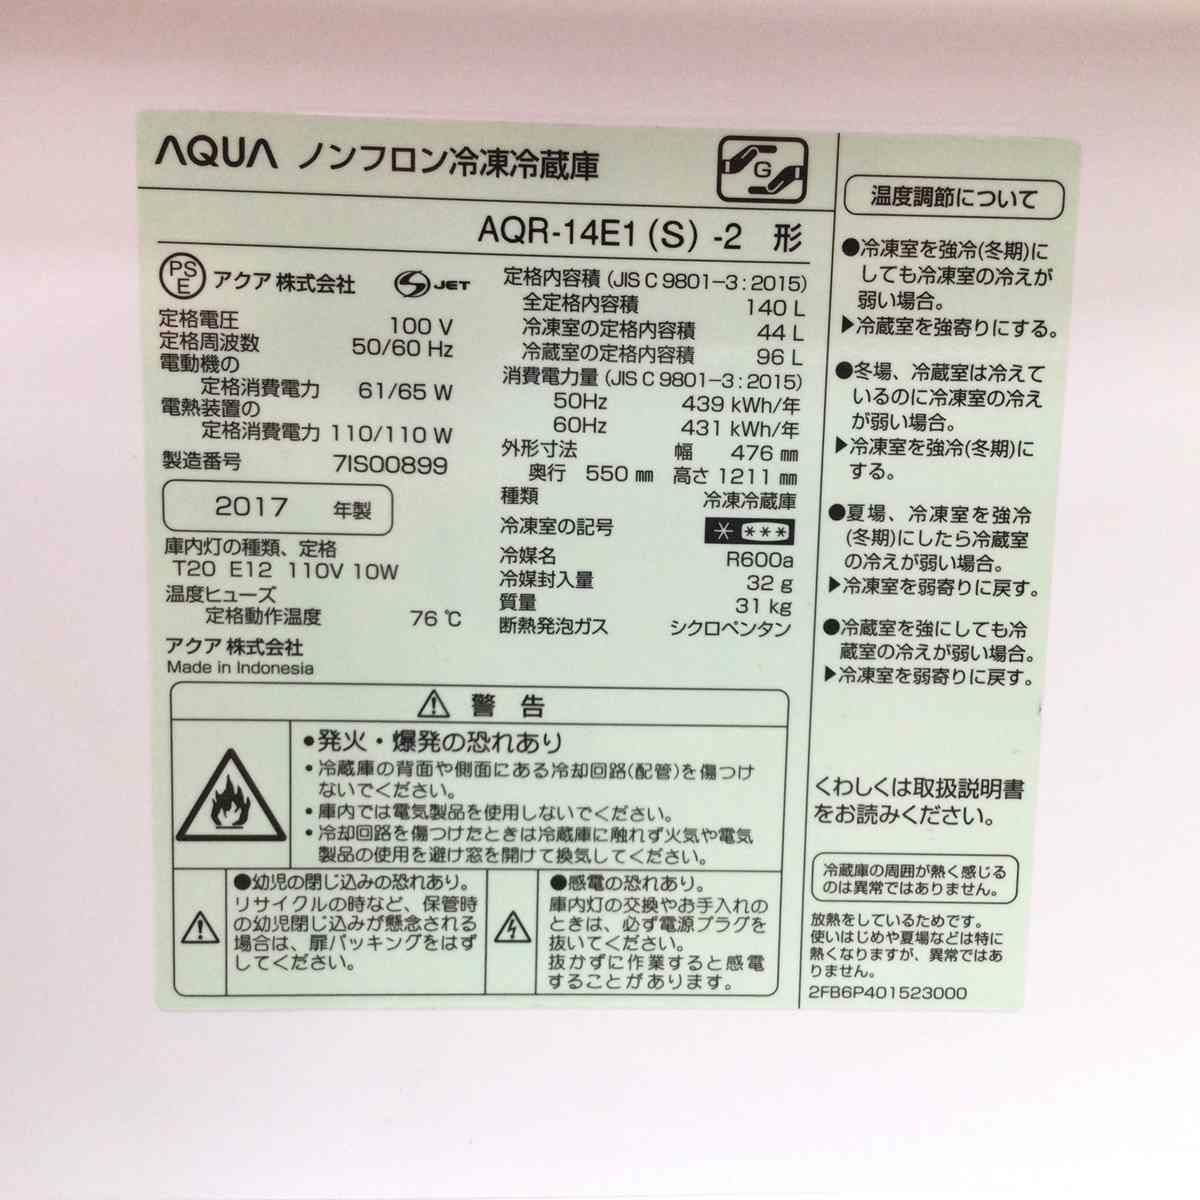 AQUA ノンフロン冷凍冷蔵庫
G
AQR-14E1(S)-2 形
PSE アクア 株式会社 S JET
定格電圧 100 V
定格周波数 50/60 Hz
電動機の
定格消費電力 61/65 W
電熱装置の
定格消費電力 110/110 W
製造番号 7IS00899
2017 年製
庫内灯の種類、定格
T20 E12 110V 10W
温度ヒューズ
定格動作温度 76 ℃
アクア 株式会社
Made in Indonesia
定格内容積 (JIS C 9801-3:2015)
全定格内容積 140 L
冷凍室の定格内容積 44 L
冷蔵室の定格内容積 96 L
消費電力量 (JIS C 9801-3:2015)
50Hz 439 kWh/年
60Hz 431 kWh/年
外形寸法 幅 476 ㎜
奥行 550 ㎜ 高さ 1211 ㎜
種類 冷凍冷蔵庫
冷凍室の記号 * ***
冷媒名 R600a
冷媒封入量 32 g
質量 31 kg
断熱発泡ガス シクロペンタン
⚠ 警告
•発火・爆発の恐れあり
•冷蔵庫の背面や側面にある冷却回路(配管)を傷つけ
ないでください。
•庫内では電気製品を使用しないでください。
•冷却回路を傷つけたときは冷蔵庫に触れず火気や電気
製品の使用を避け窓を開けて換気してください。
●幼児の閉じ込みの恐れあり。
リサイクルの時など、保管時
の幼児閉じ込みが懸念される
場合は、扉パッキングをはず
してください。
●感電の恐れあり。
庫内灯の交換やお手入れの
ときは、必ず電源プラグを
抜いてください。
抜かずに作業すると感電
することがあります。
温度調節について
●冷凍室を強冷(冬期)に
しても冷凍室の冷えが
弱い場合。
▶冷蔵室を強寄りにする。
●冬場、冷蔵室は冷えて
いるのに冷凍室の冷え
が弱い場合。
▶冷凍室を強冷(冬期)に
する。
●夏場、冷凍室を強冷
(冬期)にしたら冷蔵室
の冷えが弱い場合。
▶冷凍室を弱寄りに戻す。
●冷蔵室を強にしても冷
蔵室の冷えが弱い場合。
▶冷凍室を弱寄りに戻す。
くわしくは取扱説明書
をお読みください。
冷蔵庫の周囲が熱く感じる
のは異常ではありません。
放熱をしているためです。
使いはじめや夏場などは特に
熱くなりますが、異常ではあ
りません。
2FB6P401523000